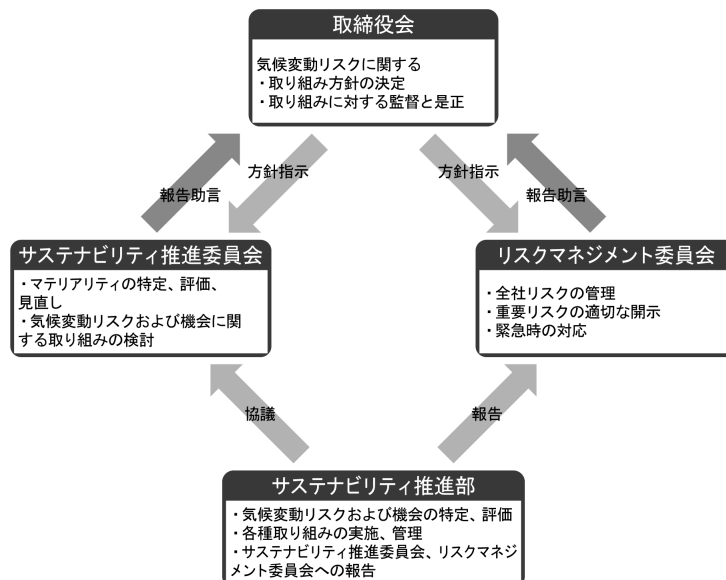 取締役会
気候変動リスクに関する
・取り組み方針の決定
・取り組みに対する監督と是正
報告助言
方針指示
方針指示
報告助言
サステナビリティ推進委員会
・マテリアリティの特定、評価、
見直し
・気候変動リスクおよび機会に関
する取り組みの検討
リスクマネジメント委員会
・全社リスクの管理
・重要リスクの適切な開示
・緊急時の対応
協議
報告
サステナビリティ推進部
・気候変動リスクおよび機会の特定、評価
・各種取り組みの実施、管理
・サステナビリティ推進委員会、リスクマネジ
メント委員会への報告